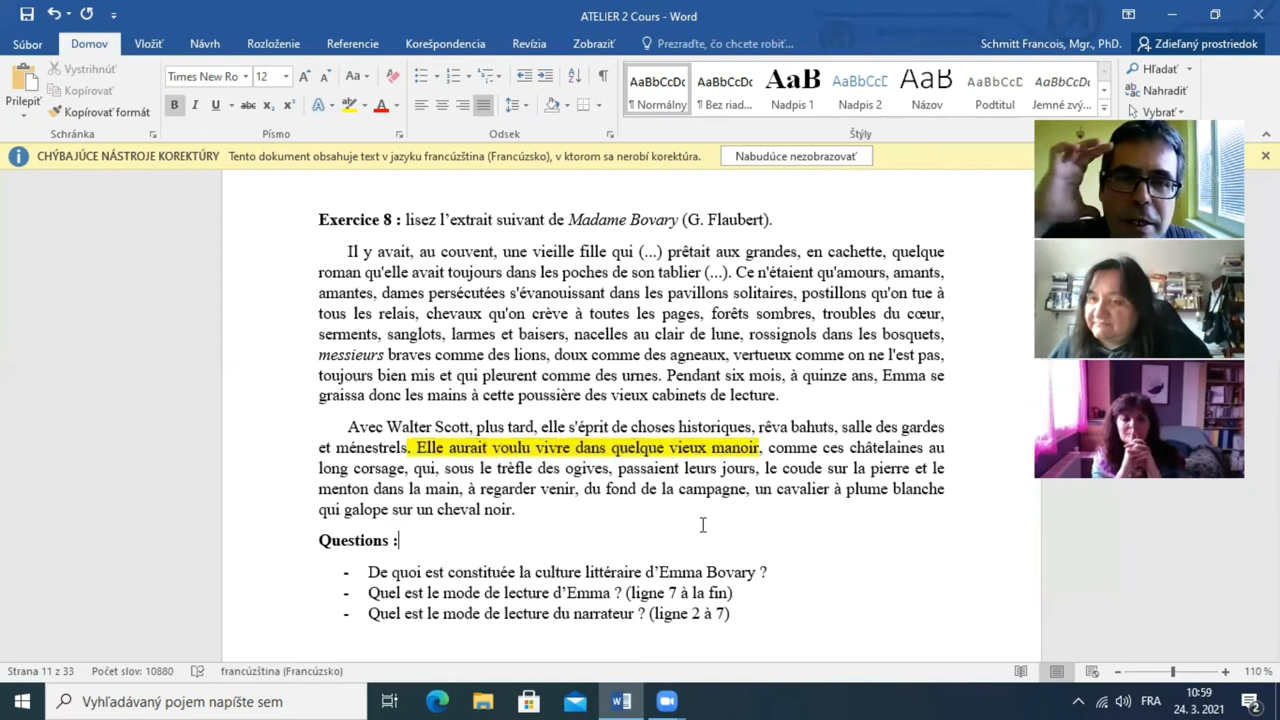 ATELIER 2 Cours - Word
Súbor Domov Vložiť Návrh Rozloženie Referencie Korešpondencia Revízia Zobraziť Prezraďte, čo chcete robiť... Schmitt Francois, Mgr., PhD. Zdieľaný prostriedok
Prilepiť
Vystrihnúť
Kopírovať
Kopírovať formát
Schránka
Times New Ro 12
Písmo
Odsek
AaBbCcDc AaBbCcDc AaB AaBbCcD AaB AaBbCcD AaBbCcDc
¶ Normálny ¶ Bez riad... Nadpis 1 Nadpis 2 Názov Podtitul Jemné zvý...
Štýly
Hľadať
Nahradiť
Vybrať
CHÝBAJÚCE NÁSTROJE KOREKTÚRY Tento dokument obsahuje text v jazyku francúzština (Francúzsko), v ktorom sa nerobí korektúra. Nabudúce nezobrazovať
Exercice 8 : lisez l’extrait suivant de Madame Bovary (G. Flaubert).
Il y avait, au couvent, une vieille fille qui (...) prêtait aux grandes, en cachette, quelque
roman qu'elle avait toujours dans les poches de son tablier (...). Ce n'étaient qu'amours, amants,
amantes, dames persécutées s'évanouissant dans les pavillons solitaires, postillons qu'on tue à
tous les relais, chevaux qu'on crève à toutes les pages, forêts sombres, troubles du cœur,
serments, sanglots, larmes et baisers, nacelles au clair de lune, rossignols dans les bosquets,
messieurs braves comme des lions, doux comme des agneaux, vertueux comme on ne l'est pas,
toujours bien mis et qui pleurent comme des urnes. Pendant six mois, à quinze ans, Emma se
graissa donc les mains à cette poussière des vieux cabinets de lecture.
Avec Walter Scott, plus tard, elle s'éprit de choses historiques, rêva bahuts, salle des gardes
et ménestrels. Elle aurait voulu vivre dans quelque vieux manoir, comme ces châtelaines au
long corsage, qui, sous le trèfle des ogives, passaient leurs jours, le coude sur la pierre et le
menton dans la main, à regarder venir, du fond de la campagne, un cavalier à plume blanche
qui galope sur un cheval noir.
Questions :
- De quoi est constituée la culture littéraire d’Emma Bovary ?
- Quel est le mode de lecture d’Emma ? (ligne 7 à la fin)
- Quel est le mode de lecture du narrateur ? (ligne 2 à 7)
Strana 11 z 33 Počet slov: 10880 francúzština (Francúzsko) 110 %
Vyhľadávaný pojem napíšte sem
FRA
10:59
24. 3. 2021
2